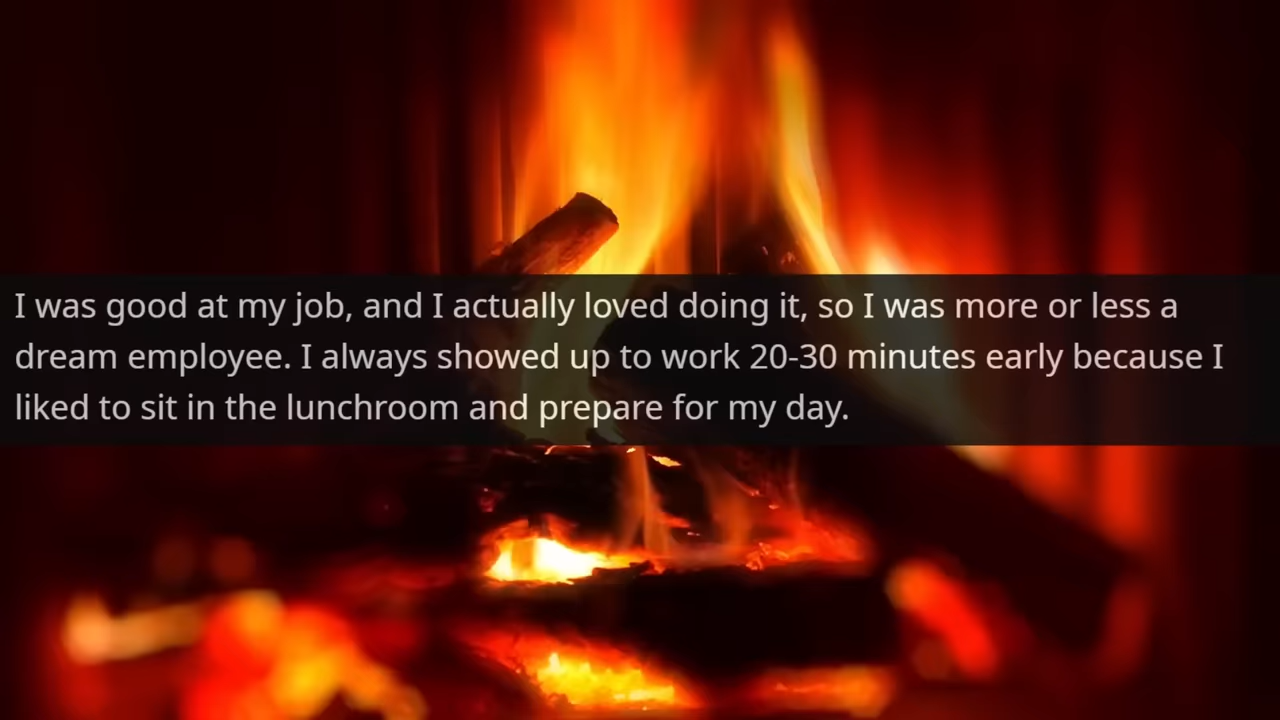 I was good at my job, and I actually loved doing it, so I was more or less a
dream employee. I always showed up to work 20-30 minutes early because I
liked to sit in the lunchroom and prepare for my day.